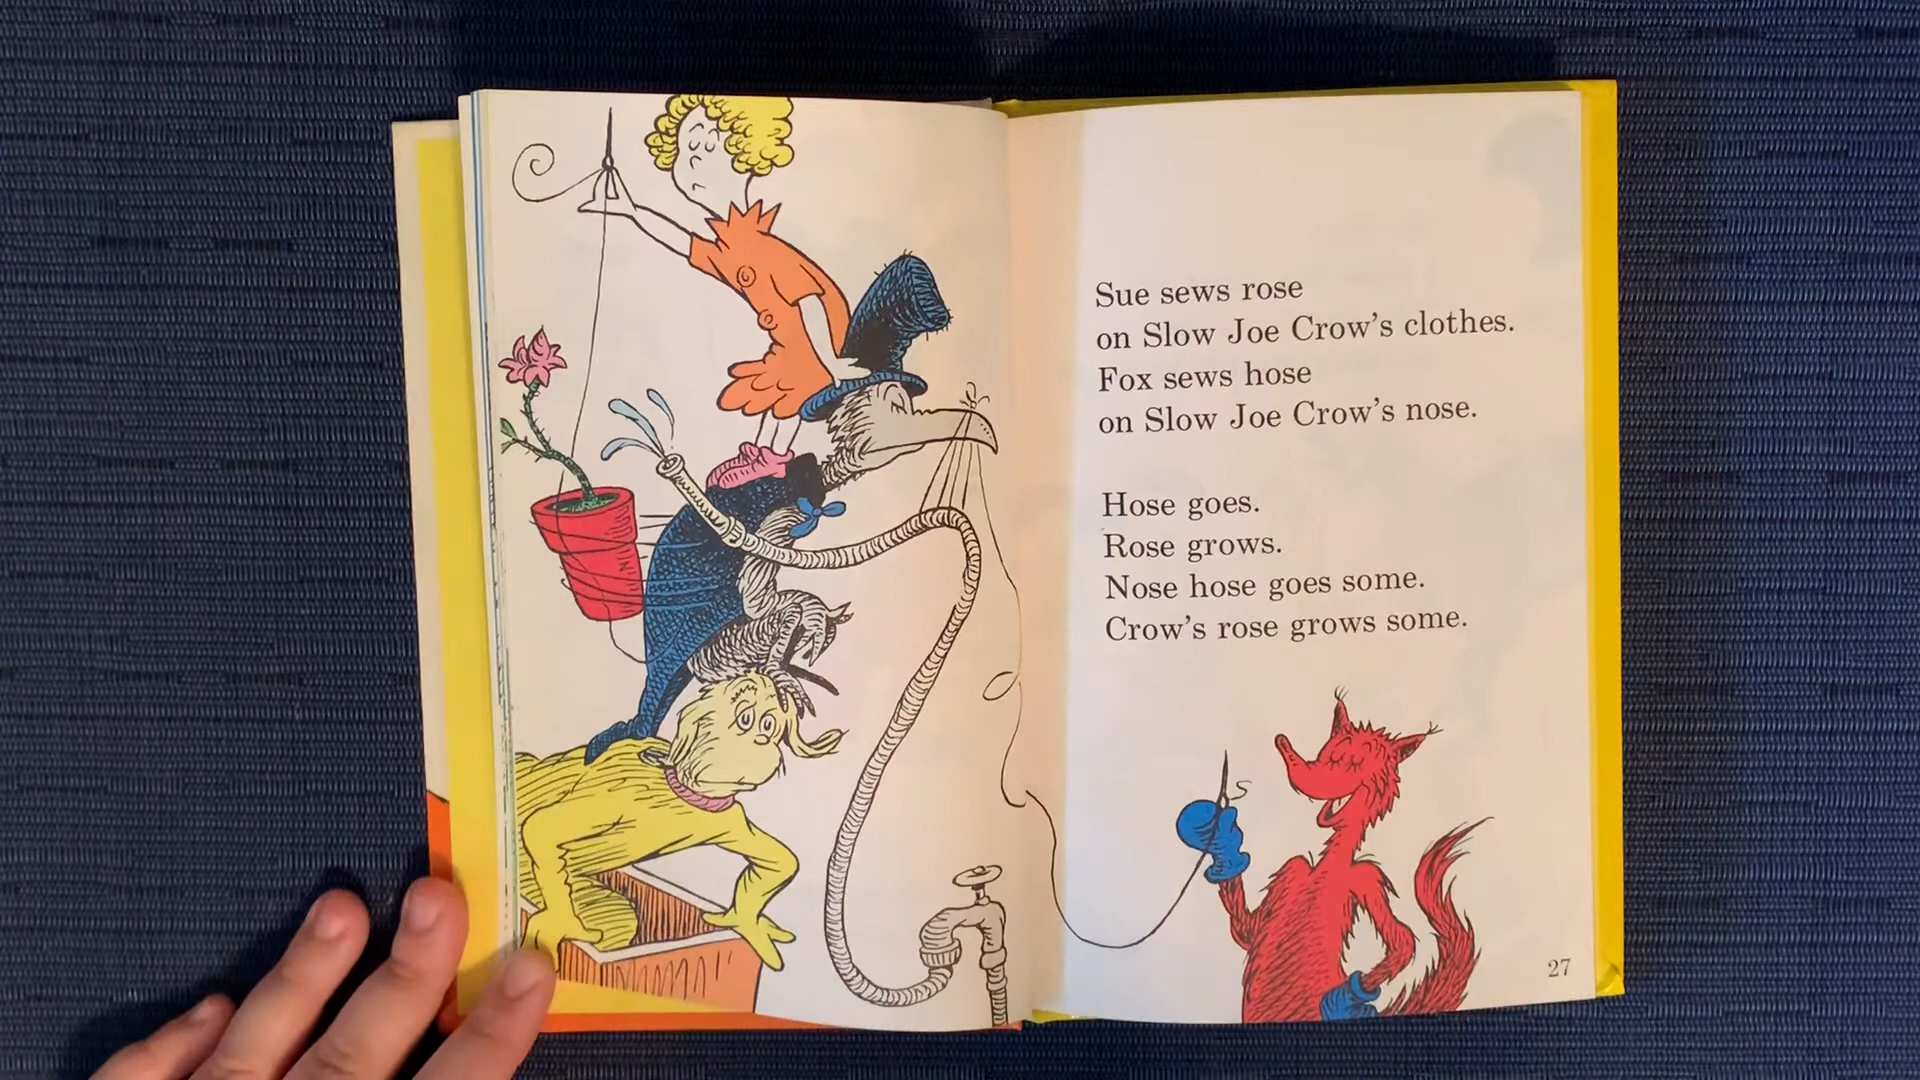 Sue sews rose
on Slow Joe Crow's clothes.
Fox sews hose
on Slow Joe Crow's nose.
Hose goes.
Rose grows.
Nose hose goes some.
Crow's rose grows some.
27